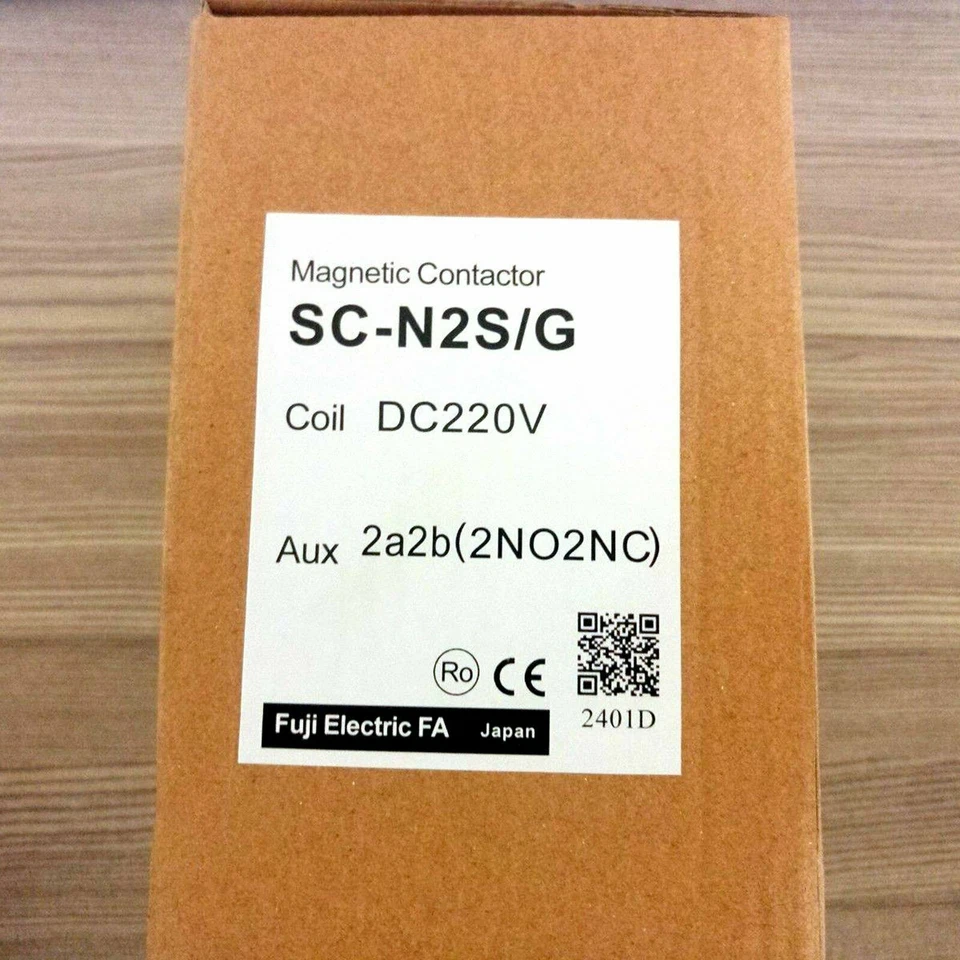 Magnetic Contactor
SC-N2S/G
Coil DC220V
Aux 2a2b(2NO2NC)
Ro CE
2401D
Fuji Electric FA Japan